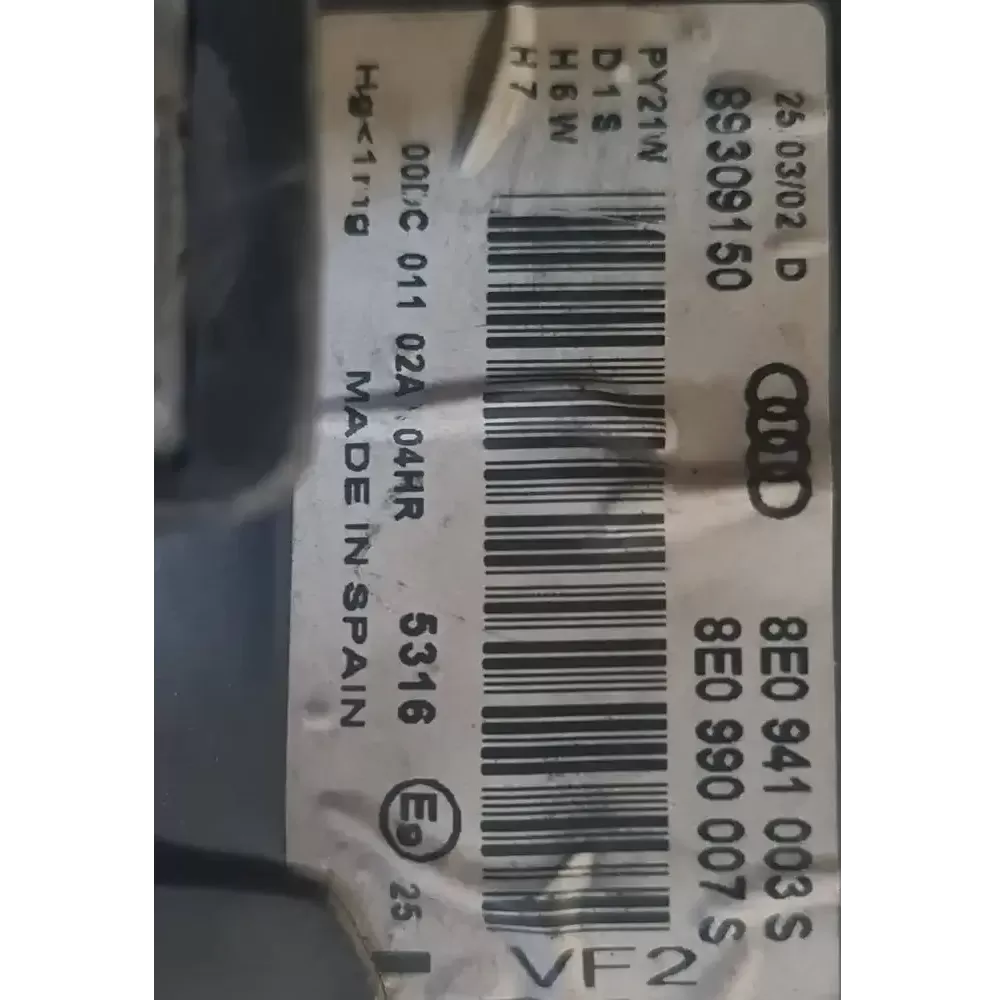 25 03/02 D
8E0 941 003 S
89309150
8E0 990 007 S
PY21W
D1S
H6W
H7
VF2
011 02A 04HR
5316
E9
25
MADE IN SPAIN